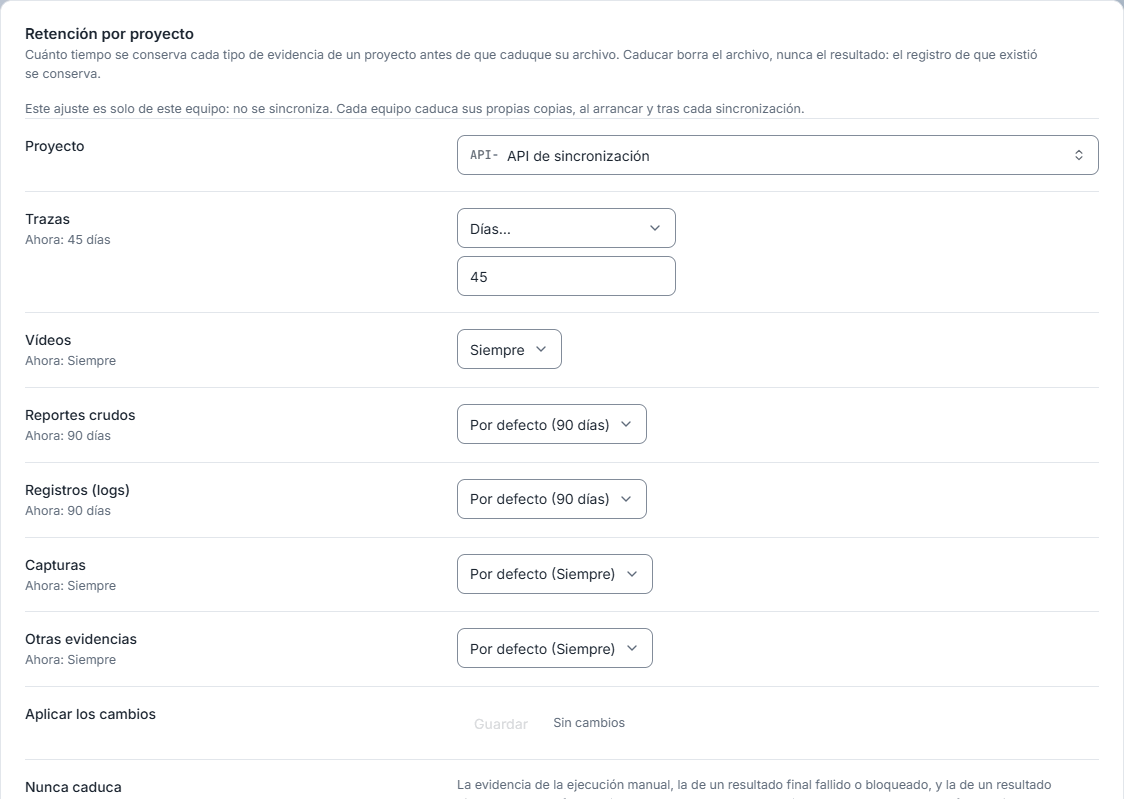 Retención por proyecto
Cuánto tiempo se conserva cada tipo de evidencia de un proyecto antes de que caduque su archivo. Caducar borra el archivo, nunca el resultado: el registro de que existió
se conserva.
Este ajuste es solo de este equipo: no se sincroniza. Cada equipo caduca sus propias copias, al arrancar y tras cada sincronización.
Proyecto
API- API de sincronización
Trazas
Ahora: 45 días
Días...
45
Vídeos
Ahora: Siempre
Siempre
Reportes crudos
Ahora: 90 días
Por defecto (90 días)
Registros (logs)
Ahora: 90 días
Por defecto (90 días)
Capturas
Ahora: Siempre
Por defecto (Siempre)
Otras evidencias
Ahora: Siempre
Por defecto (Siempre)
Aplicar los cambios
Guardar Sin cambios
Nunca caduca
La evidencia de la ejecución manual, la de un resultado final fallido o bloqueado, y la de un resultado